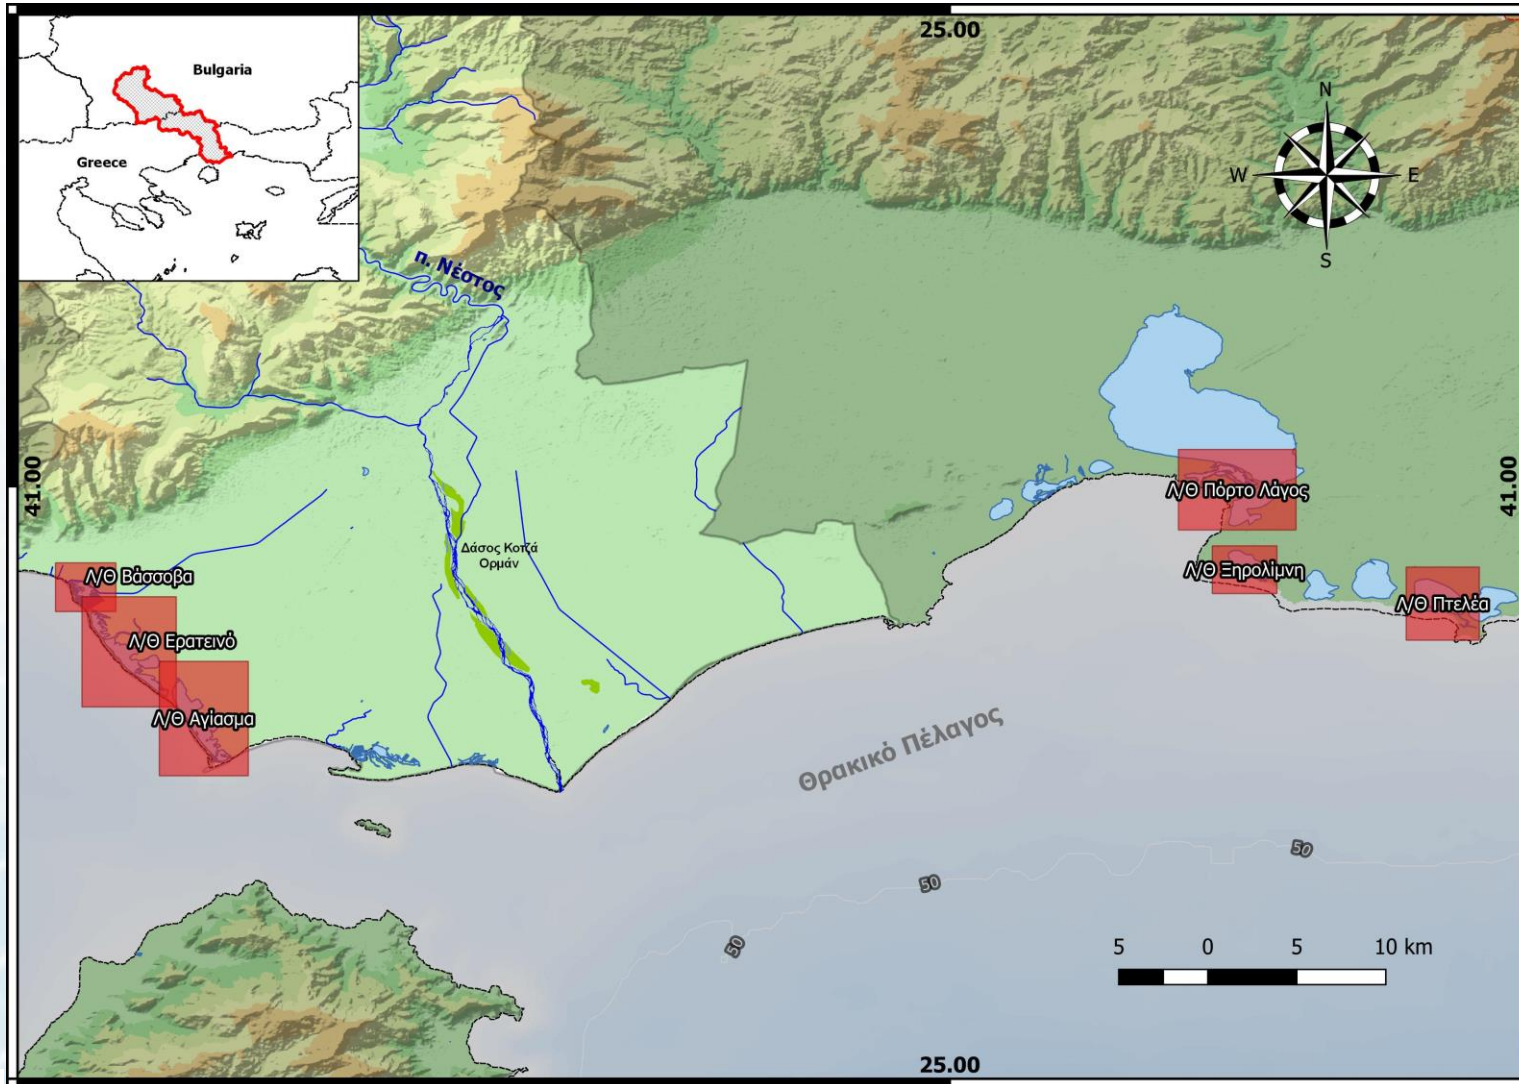 25.00
Bulgaria
Greece
N
W
E
S
π. Νέστος
41.00
41.00
Λ/Θ Πόρτο Λάγος
Δάσος Κοτζά
Ορμάν
Λ/Θ Βάσσοβα
Λ/Θ Ξηρολίμνη
Λ/Θ Πτελέα
Λ/Θ Ερατεινό
Λ/Θ Αγίασμα
Θρακικό Πέλαγος
50
50
50
5 0 5 10 km
25.00